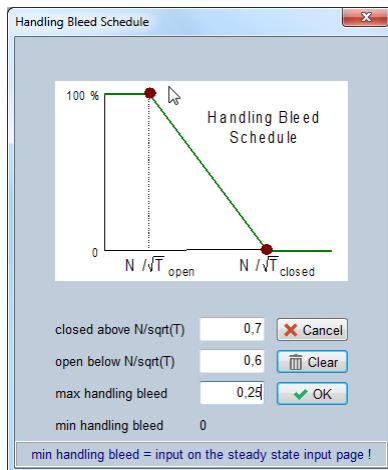 Handling Bleed Schedule
100 %
Handling Bleed
Schedule
0
N /√T open
N /√T closed
closed above N/sqrt(T) 0,7 Cancel
open below N/sqrt(T) 0,6 Clear
max handling bleed 0,25 OK
min handling bleed 0
min handling bleed = input on the steady state input page !